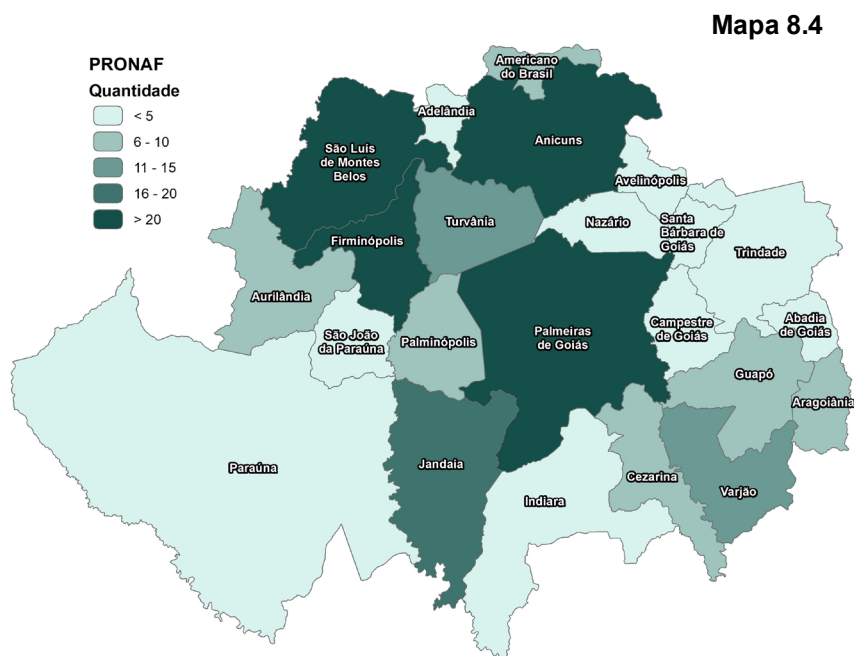 Mapa 8.4
PRONAF
Quantidade
< 5
6 - 10
11 - 15
16 - 20
> 20
Americano
do Brasil
Adelândia
Anicuns
São Luís
de Montes
Belos
Avelinópolis
Turvânia
Nazário
Santa
Bárbara de
Goiás
Firminópolis
Trindade
Aurilândia
São João
da Paraúna
Palminópolis
Palmeiras
de Goiás
Campestre
de Goiás
Abadia
de Goiás
Guapó
Aragoiânia
Paraúna
Jandaia
Indiara
Cezarina
Varjão